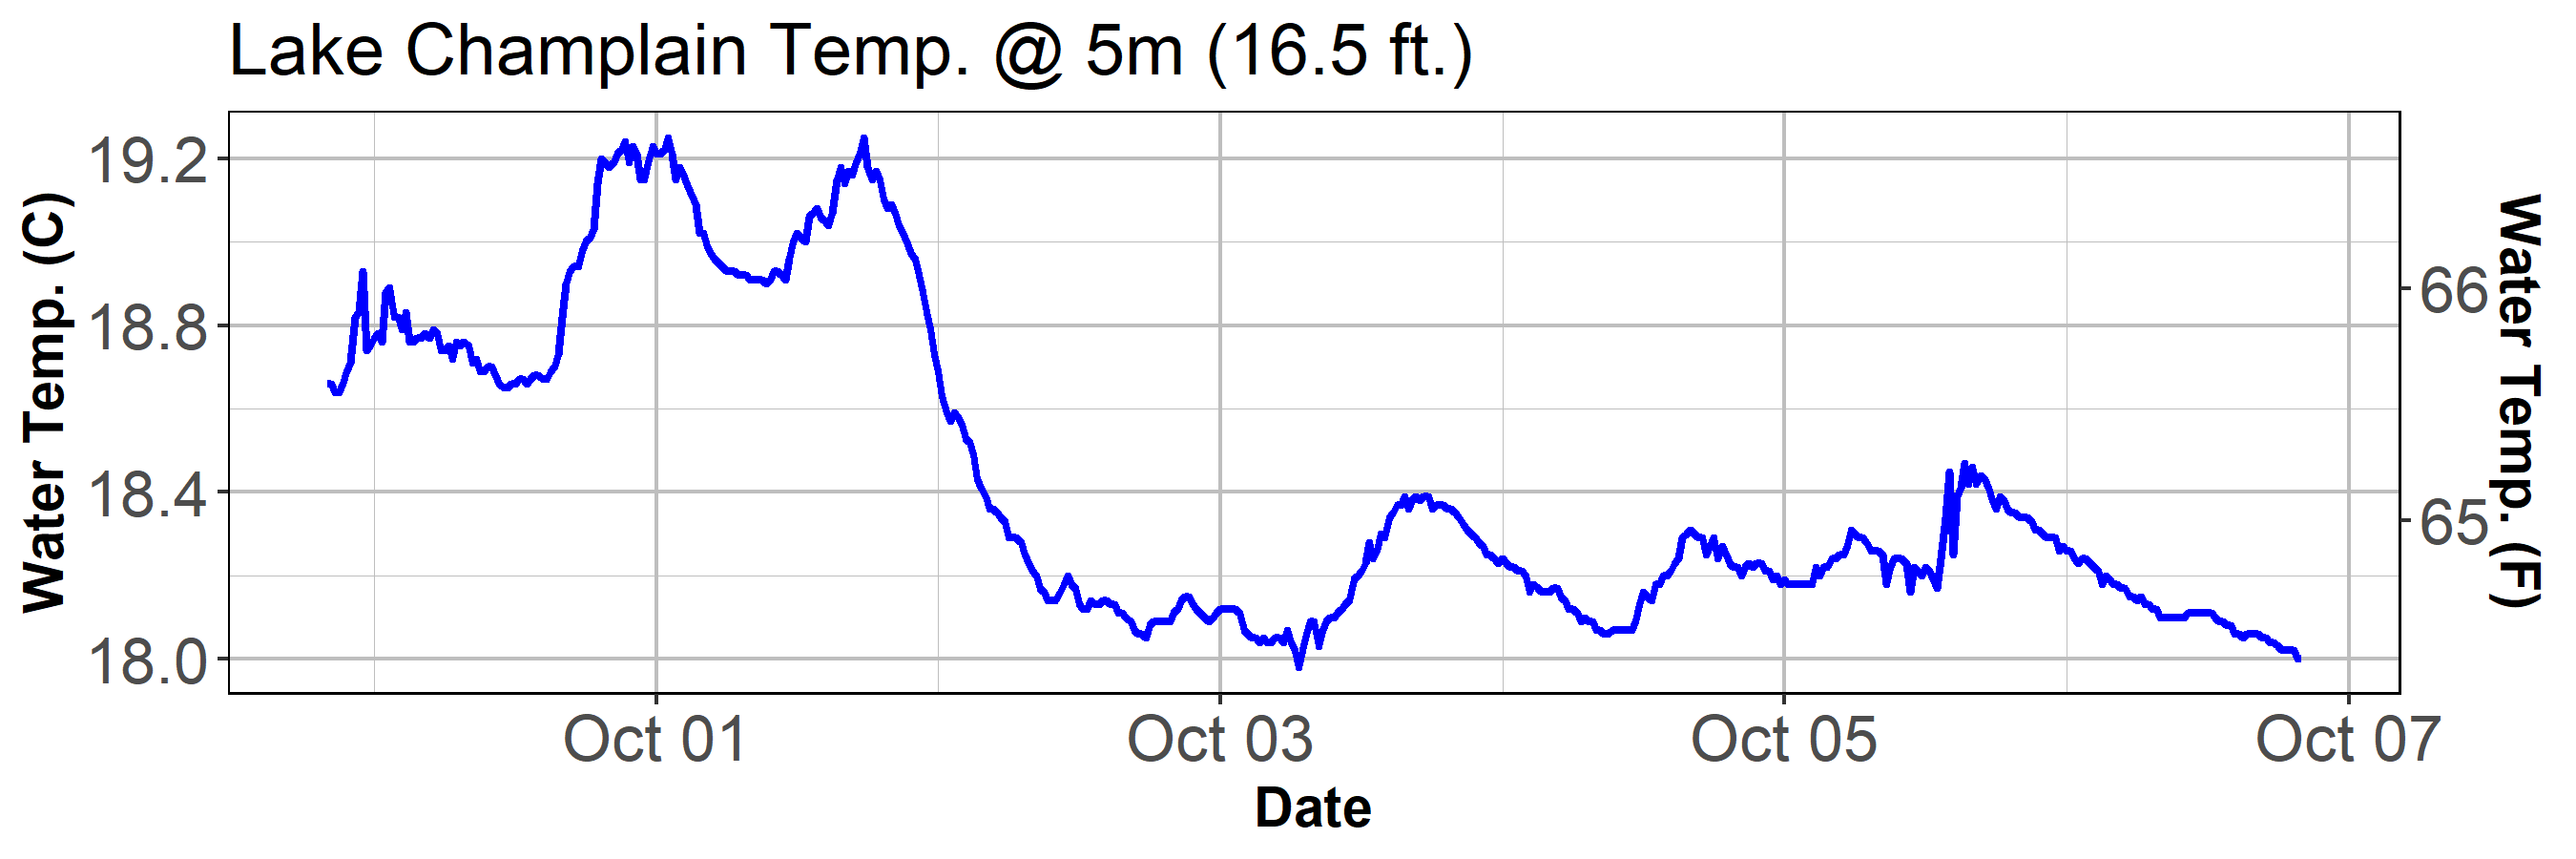 Lake Champlain Temp. @ 5m (16.5 ft.)
Water Temp. (C)
19.2
18.8
18.4
18.0
66
65
Water Temp. (F)
Oct 01
Oct 03
Oct 05
Oct 07
Date